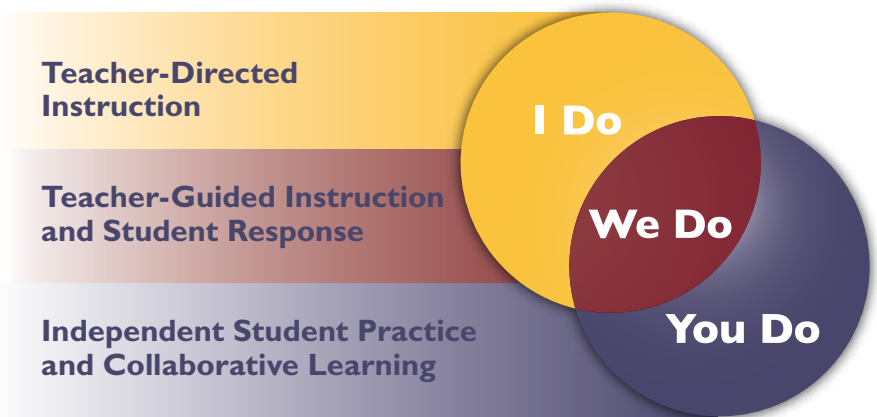 Teacher-Directed
Instruction
I Do
Teacher-Guided Instruction
and Student Response
We Do
Independent Student Practice
and Collaborative Learning
You Do